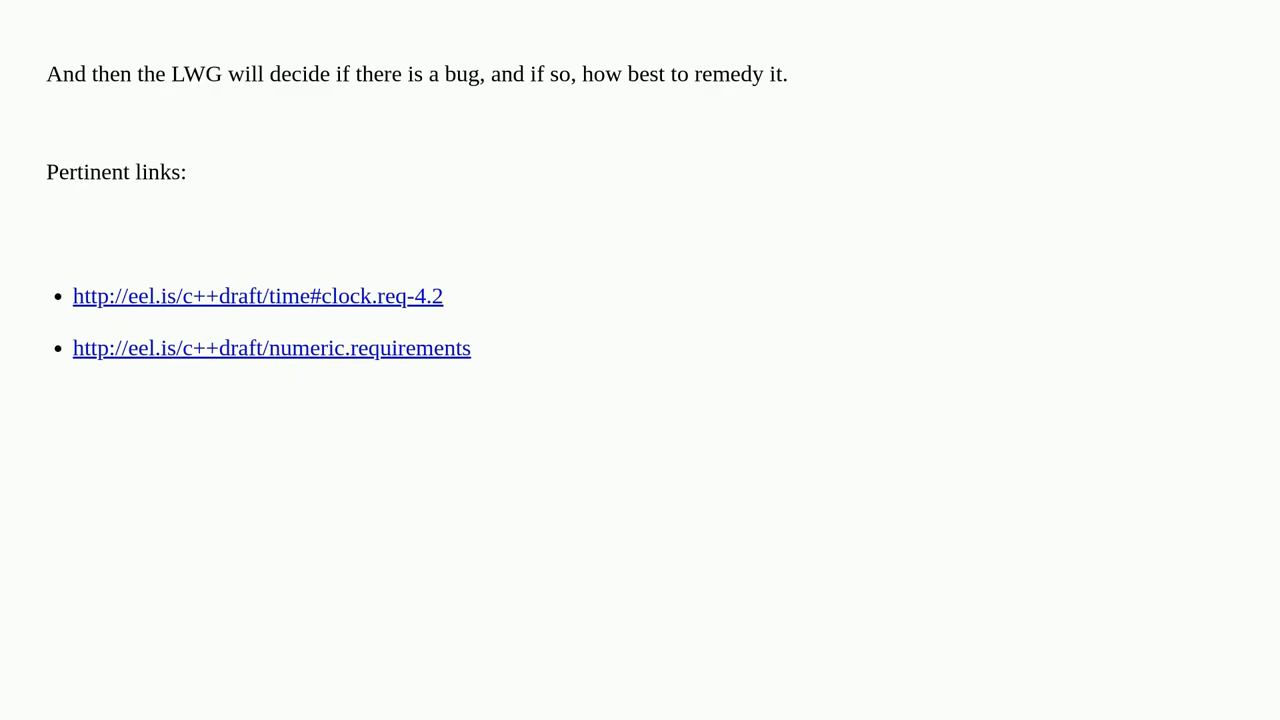 And then the LWG will decide if there is a bug, and if so, how best to remedy it.
Pertinent links:
• http://eel.is/c++draft/time#clock.req-4.2
• http://eel.is/c++draft/numeric.requirements